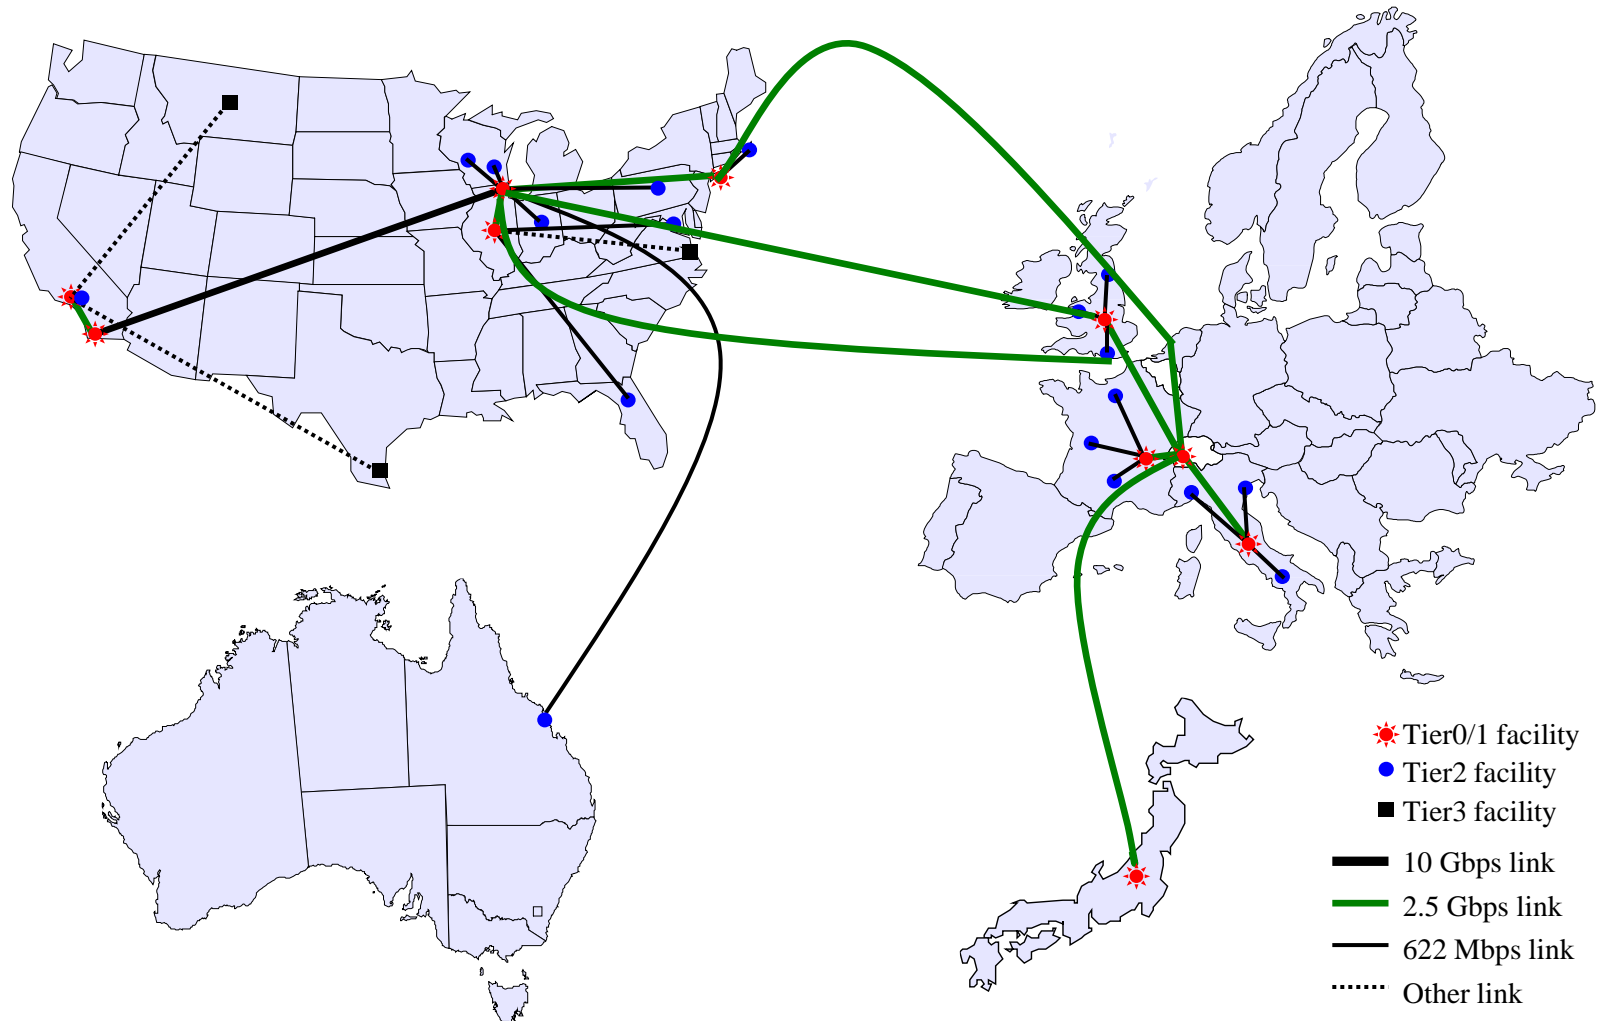 Tier0/1 facility
Tier2 facility
Tier3 facility
10 Gbps link
2.5 Gbps link
622 Mbps link
Other link